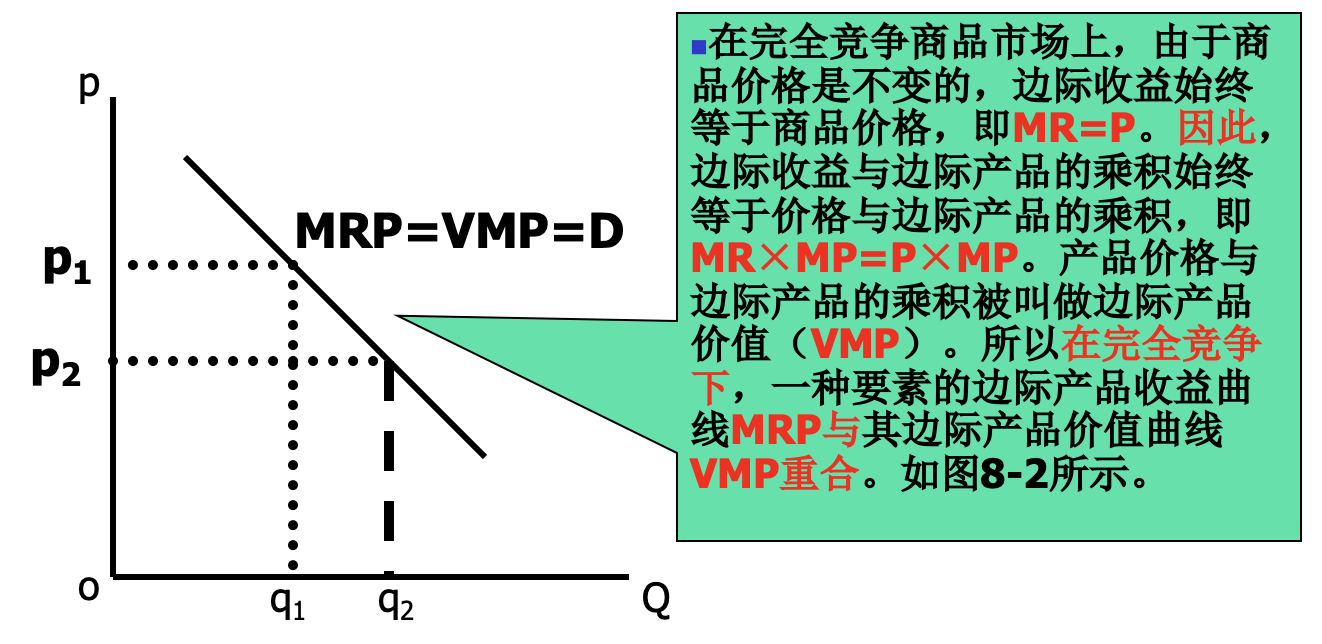 p
MRP=VMP=D
p1
p2
o
q1
q2
Q
■在完全竞争商品市场上，由于商
品价格是不变的，边际收益始终
等于商品价格，即MR=P。因此，
边际收益与边际产品的乘积始终
等于价格与边际产品的乘积，即
MR×MP=P×MP。产品价格与
边际产品的乘积被叫做边际产品
价值（VMP）。所以在完全竞争
下，一种要素的边际产品收益曲
线MRP与其边际产品价值曲线
VMP重合。如图8-2所示。